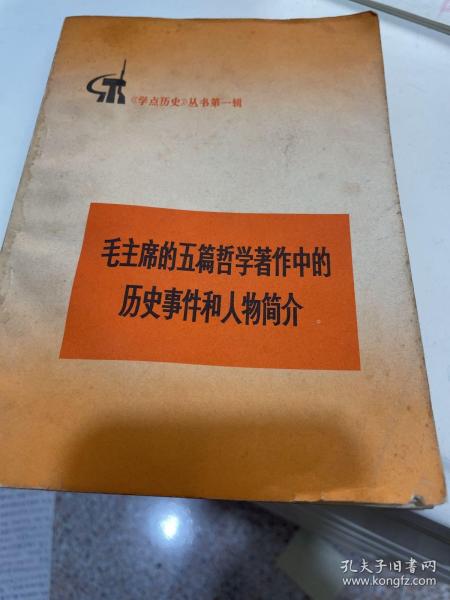 《学点历史》丛书第一辑
毛主席的五篇哲学著作中的
历史事件和人物简介
孔夫子旧书网
www.kongfz.com